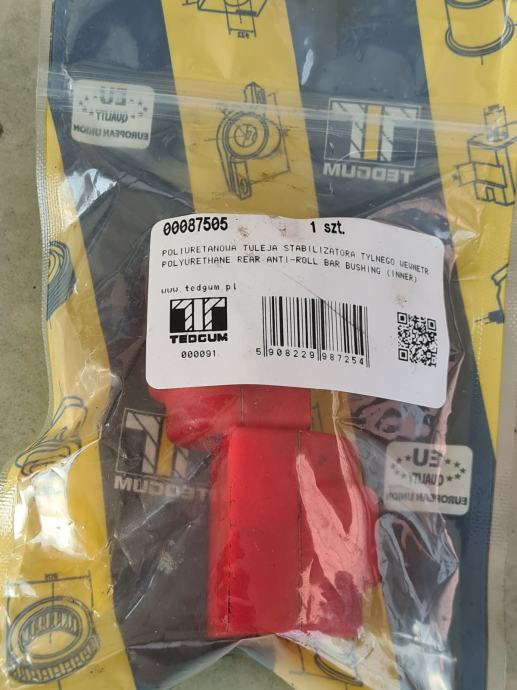 EU
QUALITY
EUROPEAN UNION
TEDGUM
00087505 1 szt.
POLIURETANOWA TULEJA STABILIZATORA TYLNEGO WEWNĘTR
POLYURETHANE REAR ANTI-ROLL BAR BUSHING (INNER)
www.tedgum.pl
TEDGUM
000091
5 908229 987254
TEDGUM
EU
QUALITY
EUROPEAN UNION